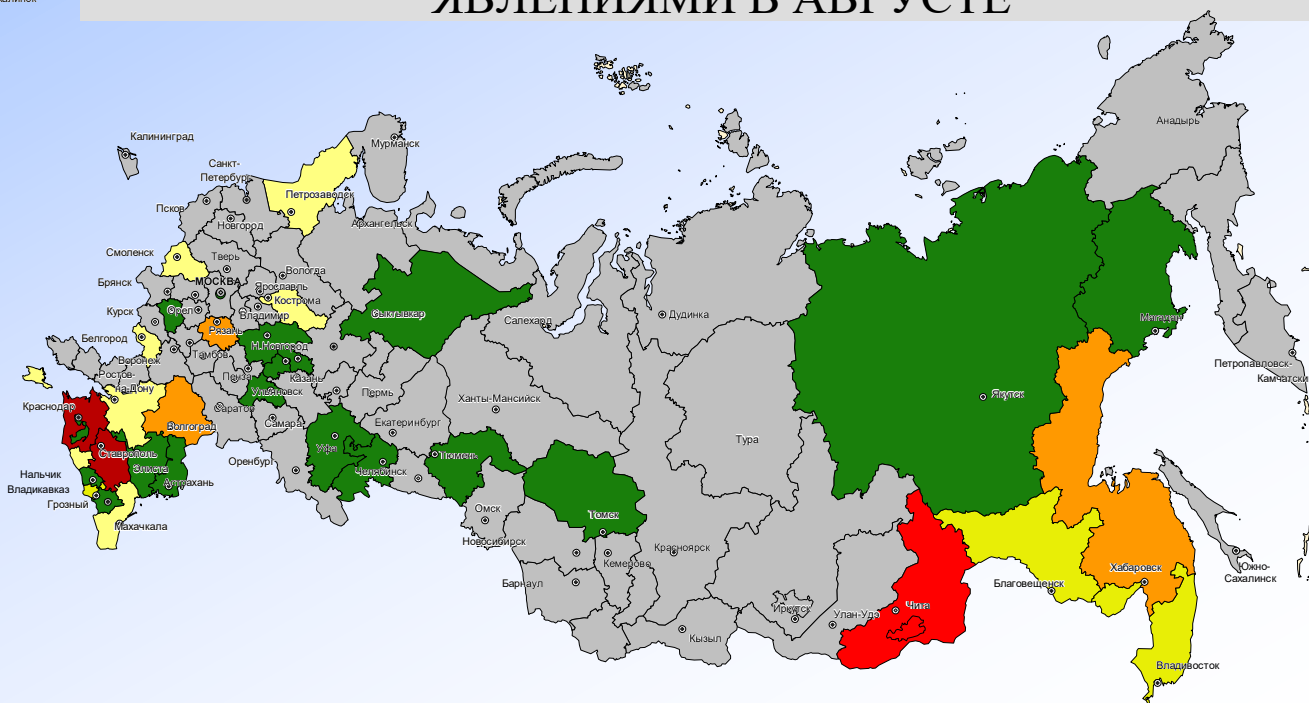 ЯВЛЕНИЯМИ В АВГУСТЕ
Анадырь
Калининград
Мурманск
Санкт-
Петербург
Петрозаводск
Псков
Новгород
Архангельск
Смоленск
Тверь
Вологда
Брянск
МОСКВА
Ярославль
Кострома
Курск
Орел
Владимир
Сыктывкар
Салехард
Дудинка
Магадан
Рязань
Белгород
Н.Новгород
Воронеж
Тамбов
Петропавловск-
Камчатский
Ростов-
на-Дону
Пенза
Казань
Ульяновск
Пермь
Ханты-Мансийск
Якутск
Краснодар
Саратов
Волгоград
Самара
Екатеринбург
Тура
Ставрополь
Уфа
Тюмень
Оренбург
Элиста
Челябинск
Нальчик
Астрахань
Владикавказ
Грозный
Омск
Томск
Махачкала
Новосибирск
Красноярск
Кемерово
Хабаровск
Южно-
Сахалинск
Барнаул
Благовещенск
Иркутск
Улан-Удэ
Чита
Кызыл
Владивосток